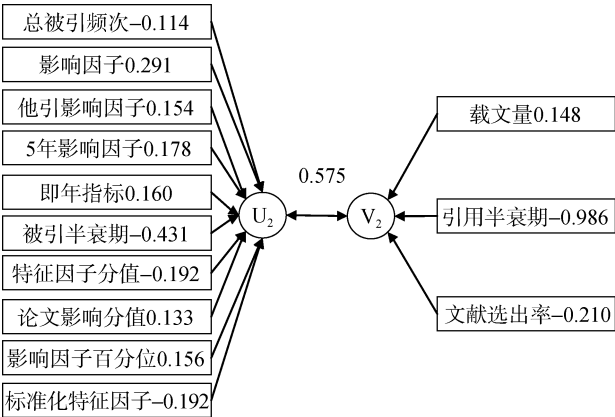 总被引频次–0.114
影响因子0.291
他引影响因子0.154
5年影响因子0.178
即年指标0.160
被引半衰期–0.431
特征因子分值–0.192
论文影响分值0.133
影响因子百分位0.156
标准化特征因子–0.192
U₂
0.575
V₂
载文量0.148
引用半衰期–0.986
文献选出率–0.210